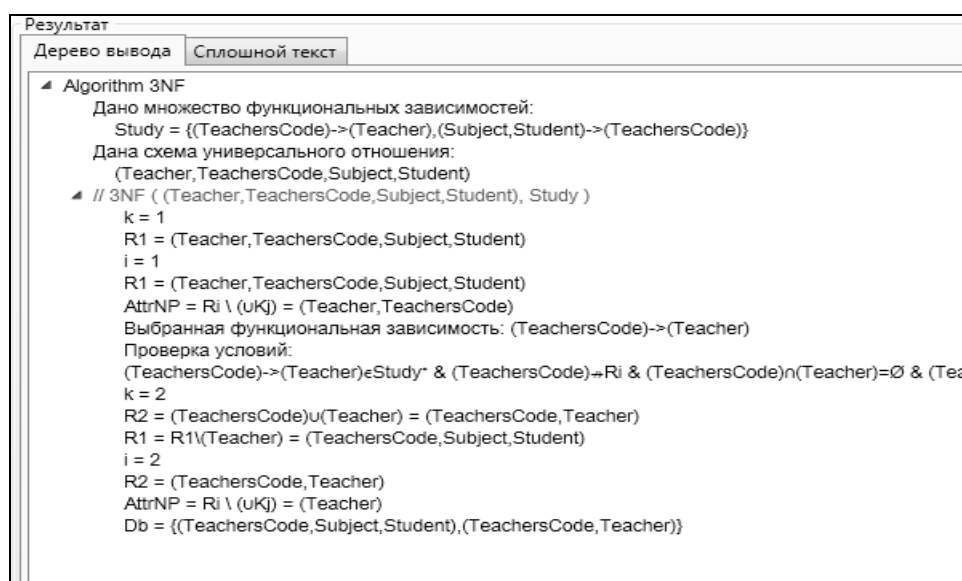 Результат
Дерево вывода Сплошной текст
Algorithm 3NF
Дано множество функциональных зависимостей:
Study = {(TeachersCode)->(Teacher),(Subject,Student)->(TeachersCode)}
Дана схема универсального отношения:
(Teacher,TeachersCode,Subject,Student)
// 3NF ( (Teacher,TeachersCode,Subject,Student), Study )
k = 1
R1 = (Teacher,TeachersCode,Subject,Student)
i = 1
R1 = (Teacher,TeachersCode,Subject,Student)
AttrNP = Ri \ (∪Kj) = (Teacher,TeachersCode)
Выбранная функциональная зависимость: (TeachersCode)->(Teacher)
Проверка условий:
(TeachersCode)->(Teacher)∊Study⁺ & (TeachersCode)↛Ri & (TeachersCode)∩(Teacher)=Ø & (Tea
k = 2
R2 = (TeachersCode)∪(Teacher) = (TeachersCode,Teacher)
R1 = R1\(Teacher) = (TeachersCode,Subject,Student)
i = 2
R2 = (TeachersCode,Teacher)
AttrNP = Ri \ (∪Kj) = (Teacher)
Db = {(TeachersCode,Subject,Student),(TeachersCode,Teacher)}